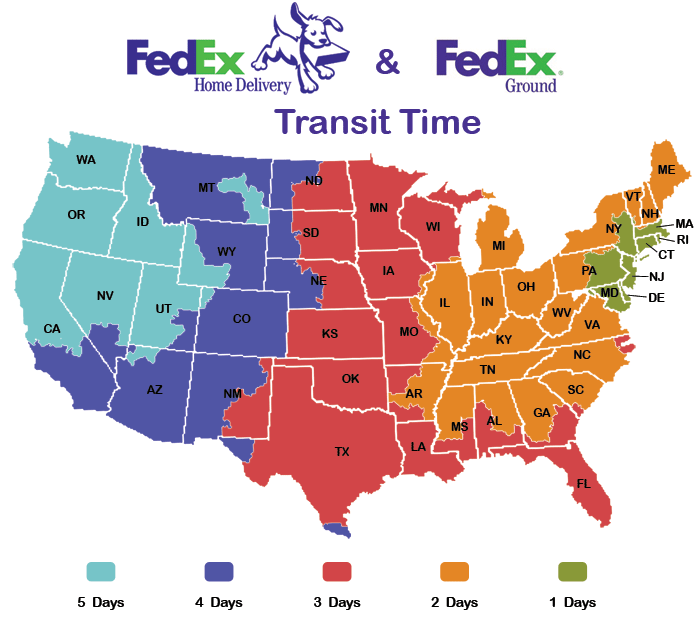 FedEx & FedEx®
Home Delivery Ground
Transit Time
WA
ME
MT
ND
VT
MN
NH
OR
ID
MA
NY
WI
SD
RI
MI
WY
CT
IA
PA
NE
NJ
UT
NV
OH
MD
IL
IN
DE
CO
WV
CA
KS
MO
VA
KY
NC
TN
OK
AZ
NM
AR
SC
GA
AL
MS
LA
TX
FL
5 Days 4 Days 3 Days 2 Days 1 Days